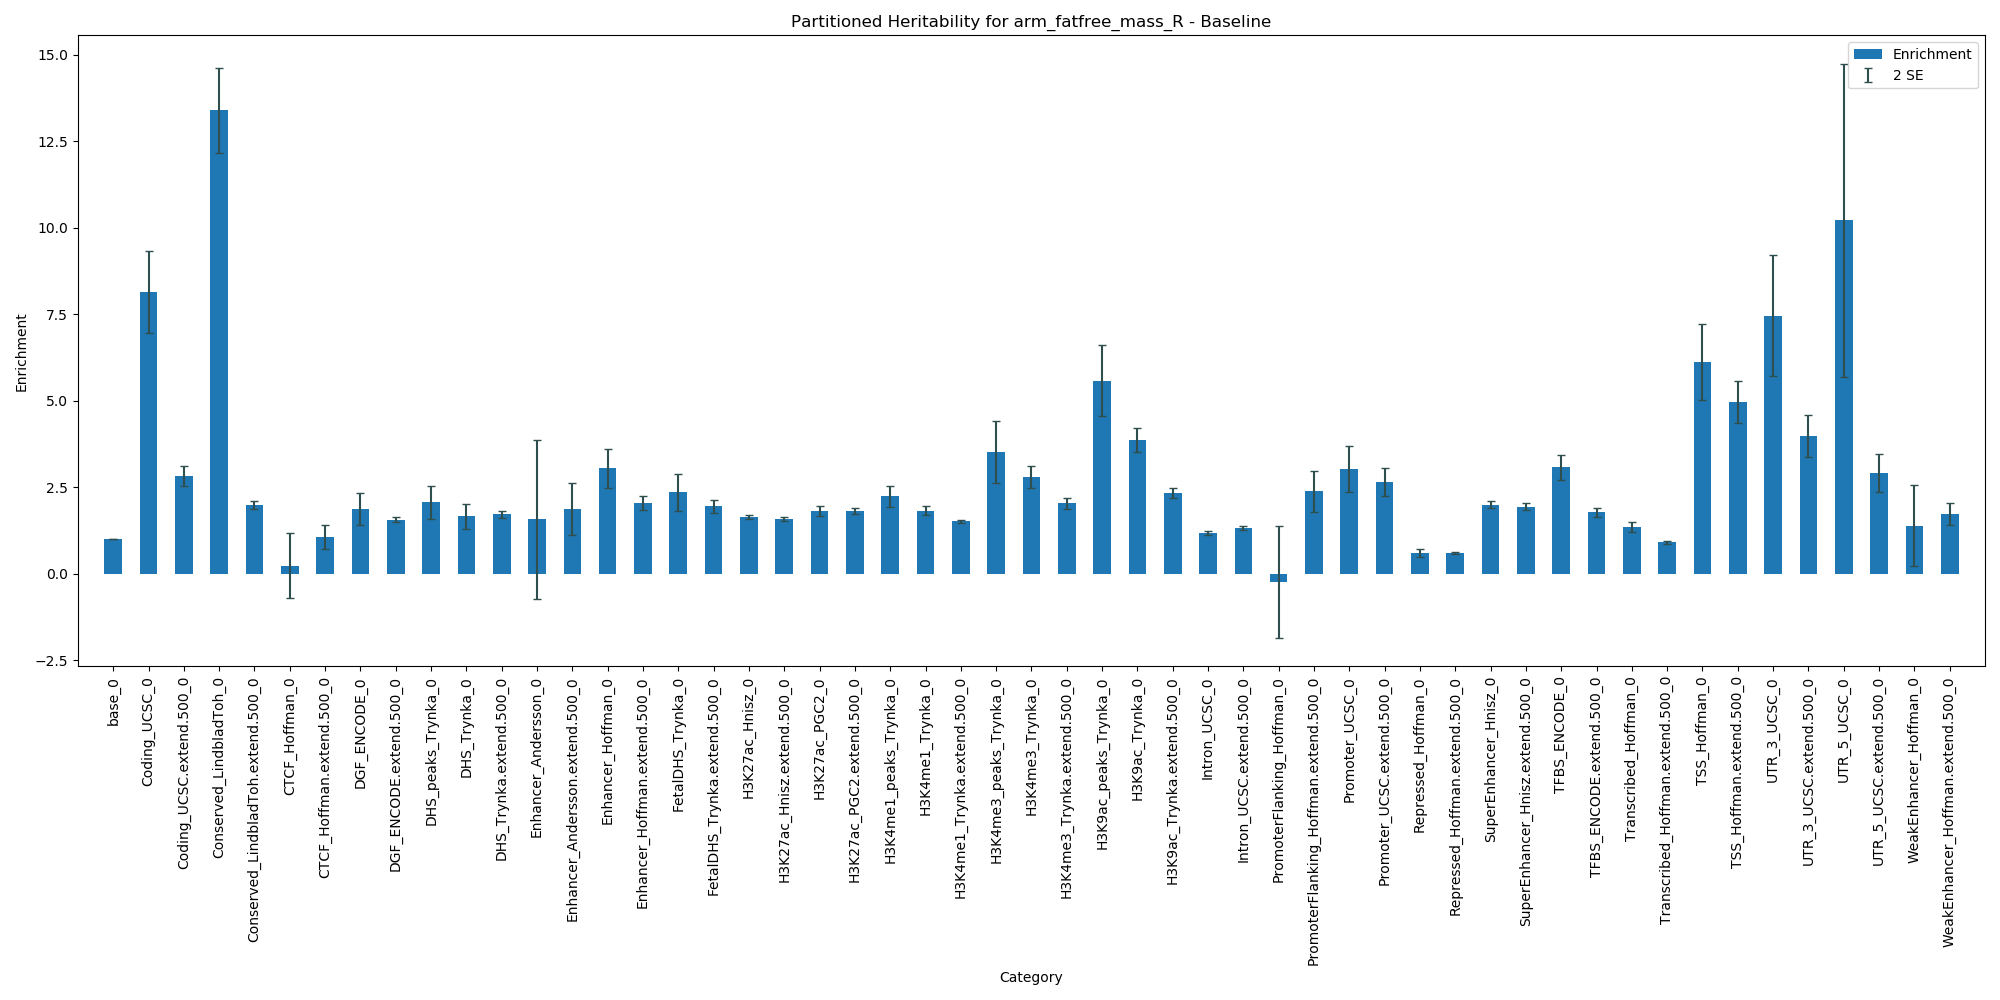 Partitioned Heritability for arm_fatfree_mass_R - Baseline
Enrichment
2 SE
15.0
12.5
10.0
7.5
5.0
2.5
0.0
−2.5
Enrichment
base_0
Coding_UCSC_0
Coding_UCSC.extend.500_0
Conserved_LindbladToh_0
Conserved_LindbladToh.extend.500_0
CTCF_Hoffman_0
CTCF_Hoffman.extend.500_0
DGF_ENCODE_0
DGF_ENCODE.extend.500_0
DHS_peaks_Trynka_0
DHS_Trynka_0
DHS_Trynka.extend.500_0
Enhancer_Andersson_0
Enhancer_Andersson.extend.500_0
Enhancer_Hoffman_0
Enhancer_Hoffman.extend.500_0
FetalDHS_Trynka_0
FetalDHS_Trynka.extend.500_0
H3K27ac_Hnisz_0
H3K27ac_Hnisz.extend.500_0
H3K27ac_PGC2_0
H3K27ac_PGC2.extend.500_0
H3K4me1_peaks_Trynka_0
H3K4me1_Trynka_0
H3K4me1_Trynka.extend.500_0
H3K4me3_peaks_Trynka_0
H3K4me3_Trynka_0
H3K4me3_Trynka.extend.500_0
H3K9ac_peaks_Trynka_0
H3K9ac_Trynka_0
H3K9ac_Trynka.extend.500_0
Intron_UCSC_0
Intron_UCSC.extend.500_0
PromoterFlanking_Hoffman_0
PromoterFlanking_Hoffman.extend.500_0
Promoter_UCSC_0
Promoter_UCSC.extend.500_0
Repressed_Hoffman_0
Repressed_Hoffman.extend.500_0
SuperEnhancer_Hnisz_0
SuperEnhancer_Hnisz.extend.500_0
TFBS_ENCODE_0
TFBS_ENCODE.extend.500_0
Transcribed_Hoffman_0
Transcribed_Hoffman.extend.500_0
TSS_Hoffman_0
TSS_Hoffman.extend.500_0
UTR_3_UCSC_0
UTR_3_UCSC.extend.500_0
UTR_5_UCSC_0
UTR_5_UCSC.extend.500_0
WeakEnhancer_Hoffman_0
WeakEnhancer_Hoffman.extend.500_0
Category